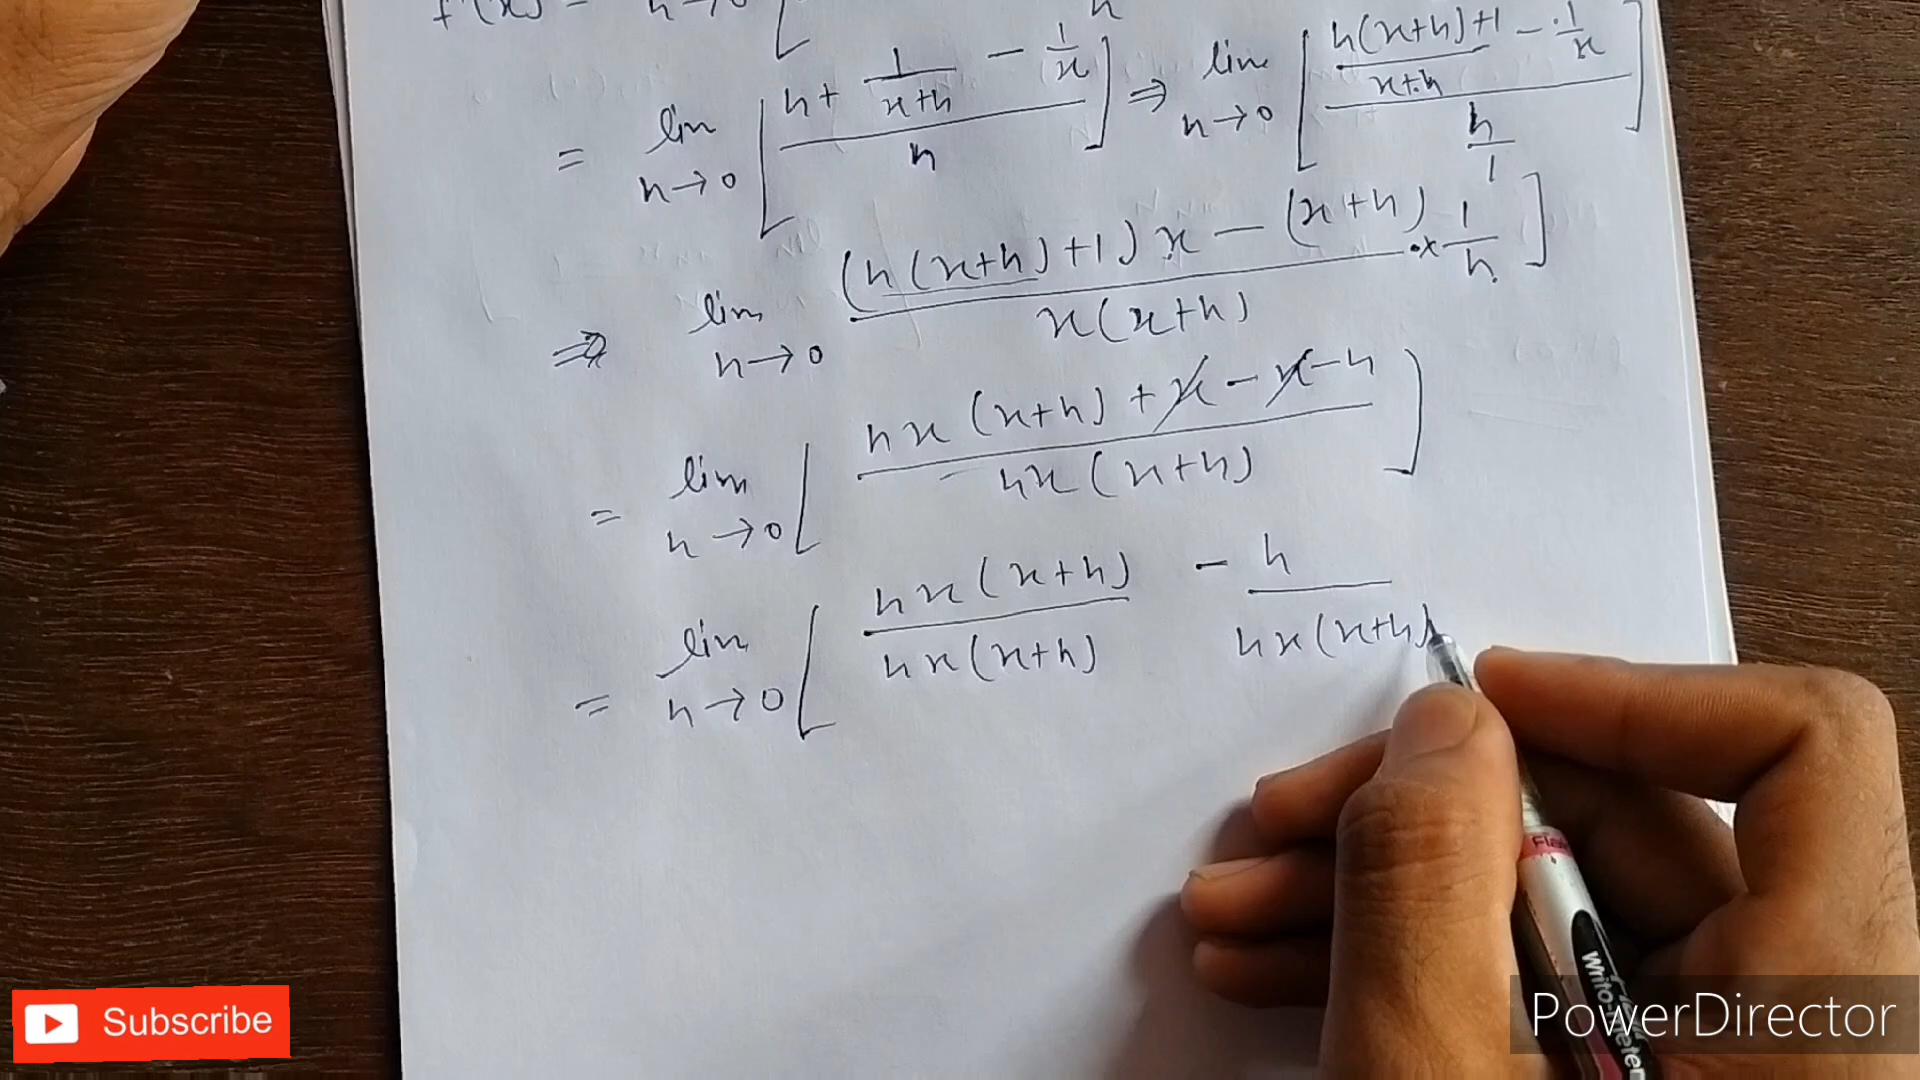 f'(x) = h→0 [ h
= lim h→0 [ (h + 1/(x+h) - 1/x) / h ] ⇒ lim h→0 [ ((h(x+h)+1)/(x+h) - 1/x) / (h/1) ]
⇒ lim h→0 ((h(x+h)+1)x - (x+h)) / (x(x+h)) × 1/h ]
= lim h→0 [ (hx(x+h) + x - x - h) / (hx(x+h)) ]
= lim h→0 [ hx(x+h) / hx(x+h) - h / hx(x+h)
Subscribe
PowerDirector